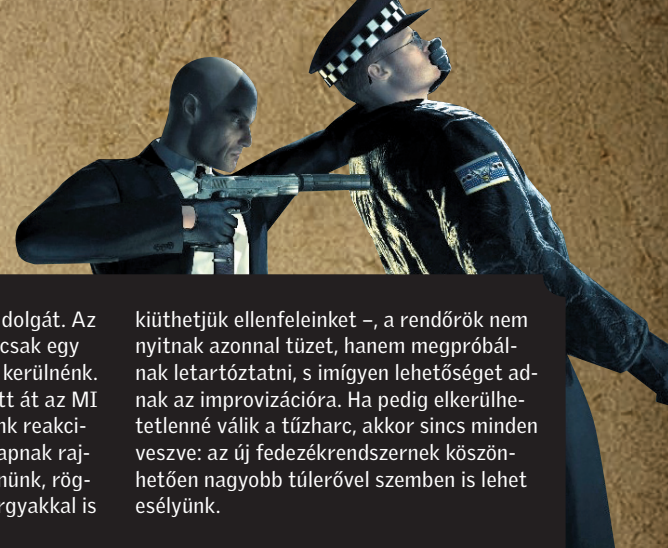 dolgát. Az
csak egy
kerülnénk.
tt át az MI
nk reakci-
apnak raj-
nünk, rög-
rgyakkal is
kiüthetjük ellenfeleinket –, a rendőrök nem
nyitnak azonnal tüzet, hanem megpróbál-
nak letartóztatni, s imígyen lehetőséget ad-
nak az improvizációra. Ha pedig elkerülhe-
tetlenné válik a tűzharc, akkor sincs minden
veszve: az új fedezékrendszernek köszön-
hetően nagyobb túlerővel szemben is lehet
esélyünk.